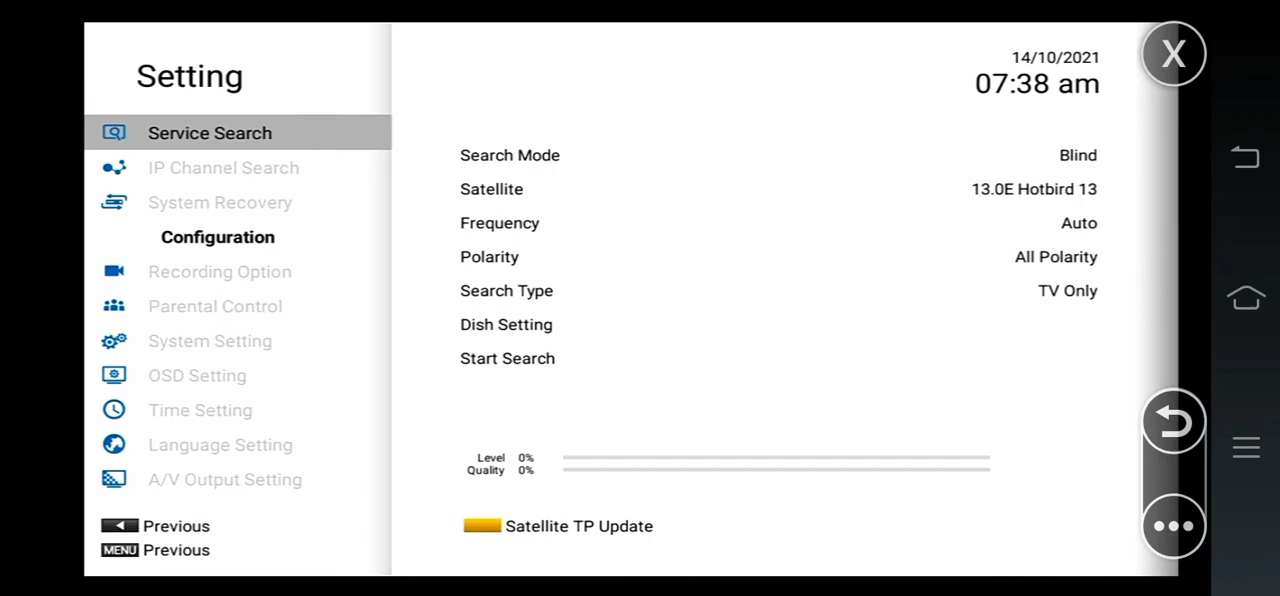 Setting
Service Search
IP Channel Search
System Recovery
Configuration
Recording Option
Parental Control
System Setting
OSD Setting
Time Setting
Language Setting
A/V Output Setting
Previous
MENU Previous
14/10/2021
07:38 am
Search Mode Blind
Satellite 13.0E Hotbird 13
Frequency Auto
Polarity All Polarity
Search Type TV Only
Dish Setting
Start Search
Level 0%
Quality 0%
Satellite TP Update
X